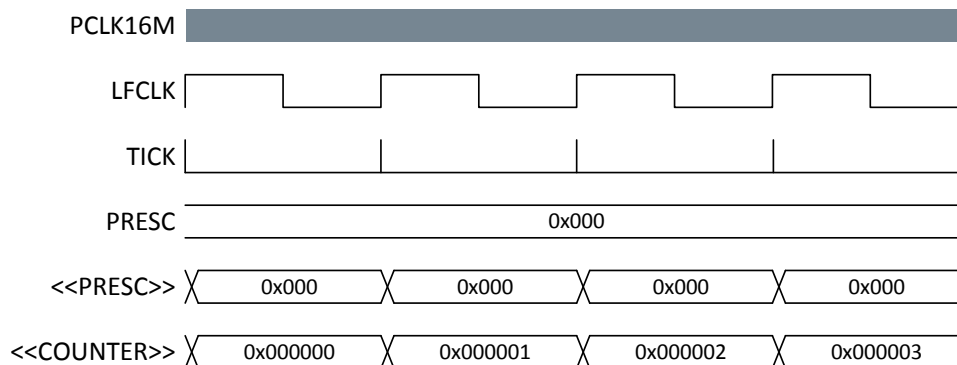 PCLK16M
LFCLK
TICK
PRESC 0x000
<<PRESC>> 0x000 0x000 0x000 0x000
<<COUNTER>> 0x000000 0x000001 0x000002 0x000003